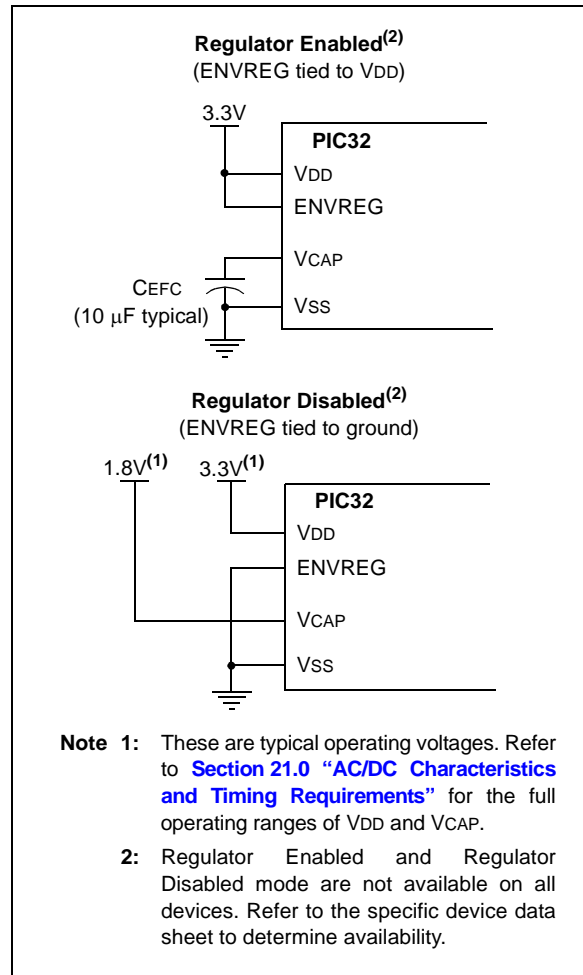 Regulator Enabled(2)
(ENVREG tied to VDD)
3.3V
PIC32
VDD
ENVREG
VCAP
CEFC
(10 μF typical)
VSS
Regulator Disabled(2)
(ENVREG tied to ground)
1.8V(1) 3.3V(1)
PIC32
VDD
ENVREG
VCAP
VSS
Note 1: These are typical operating voltages. Refer
to Section 21.0 “AC/DC Characteristics
and Timing Requirements” for the full
operating ranges of VDD and VCAP.
2: Regulator Enabled and Regulator
Disabled mode are not available on all
devices. Refer to the specific device data
sheet to determine availability.